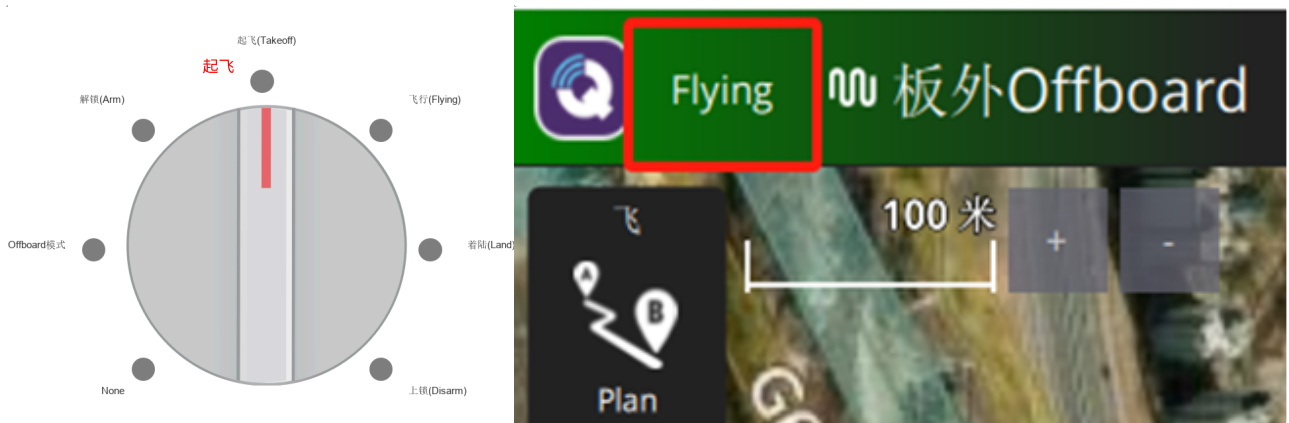 起飞(Takeoff)
起飞
解锁(Arm)
飞行(Flying)
Offboard模式
着陆(Land)
None
上锁(Disarm)
Flying
板外Offboard
飞
100 米
+
-
A
B
Plan
Go